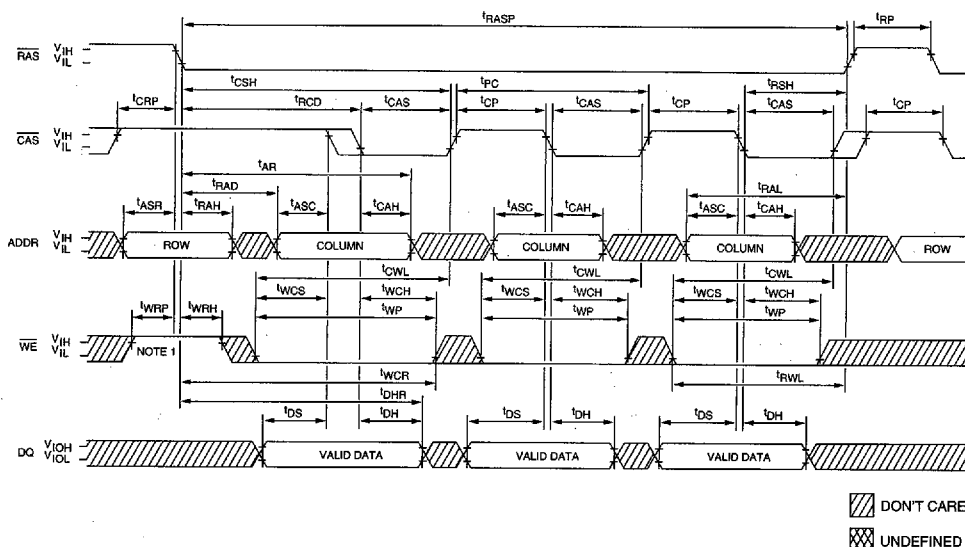 tRASP tRP
RAS VIH
VIL
tCSH tPC tRSH
tCRP tRCD tCAS tCP tCAS tCP tCAS tCP
CAS VIH
VIL
tAR
tRAD tRAL
tASR tRAH tASC tCAH tASC tCAH tASC tCAH
ADDR VIH
VIL
ROW COLUMN COLUMN COLUMN ROW
tCWL tCWL tCWL
tWCS tWCH tWCS tWCH tWCS tWCH
tWRP tWRH tWP tWP tWP
WE VIH
VIL
NOTE 1
tWCR tRWL
tDHR
tDS tDH tDS tDH tDS tDH
DQ VIOH
VIOL
VALID DATA VALID DATA VALID DATA
DON'T CARE
UNDEFINED